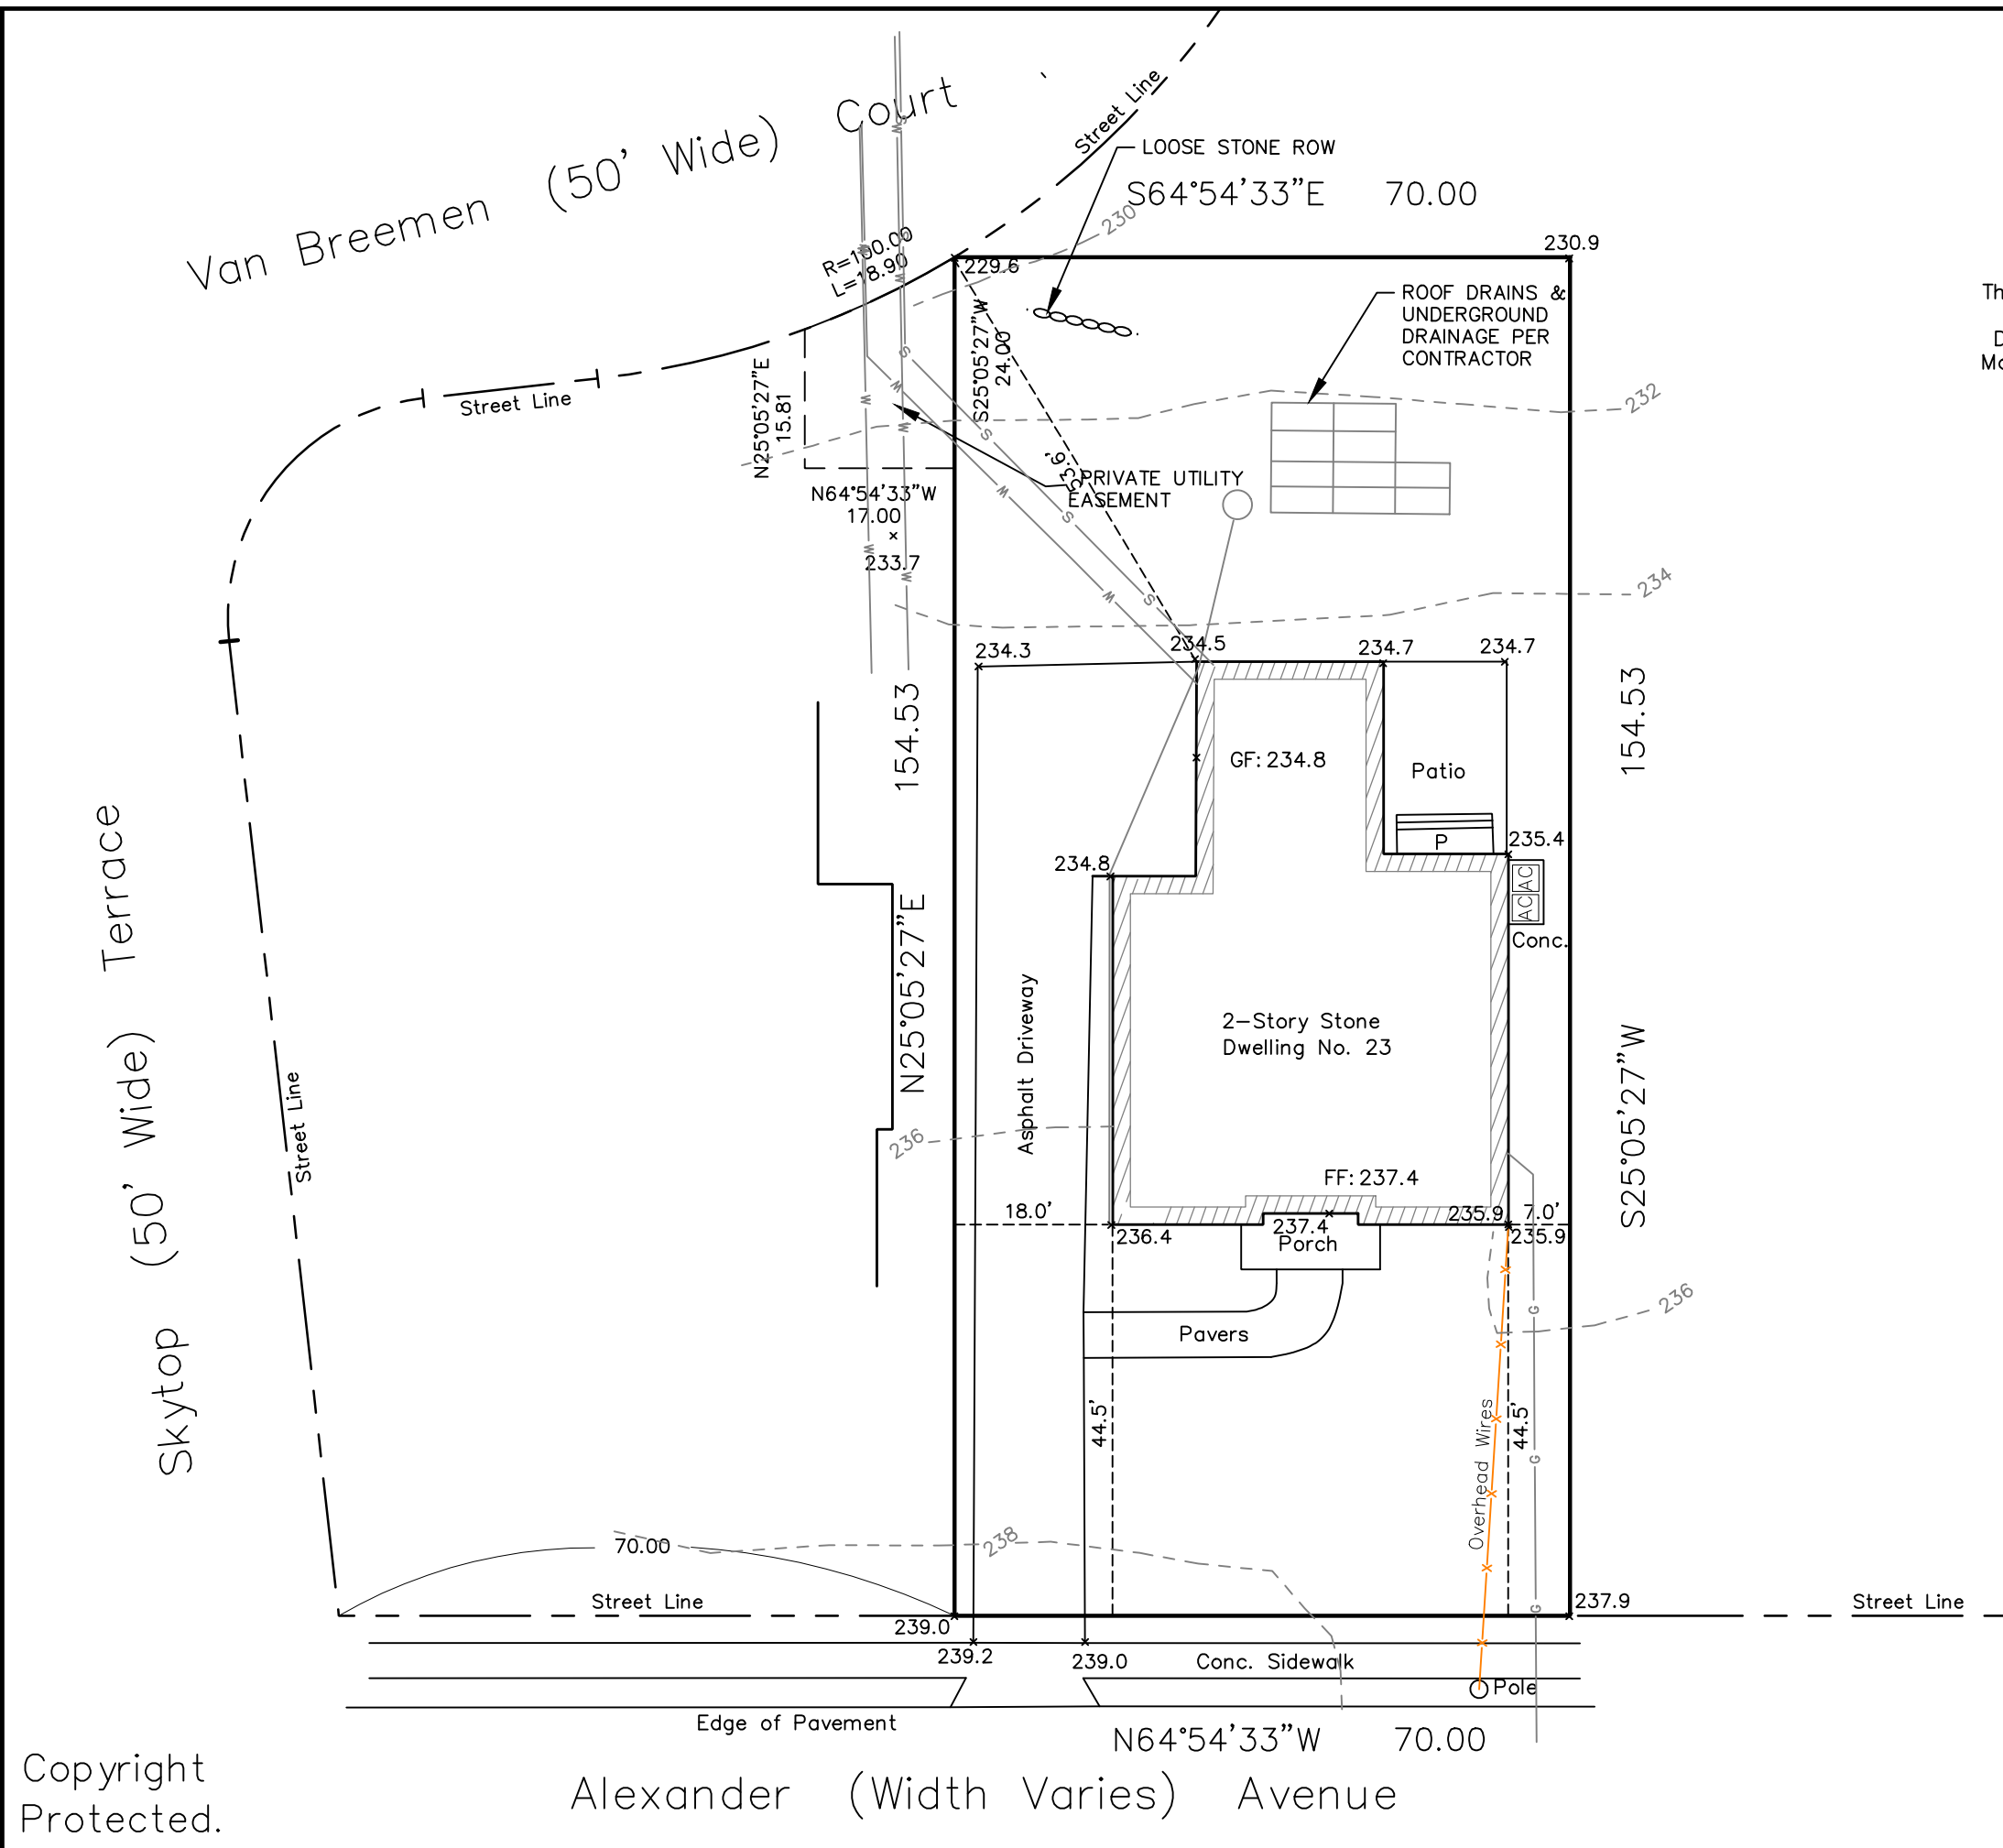 Van Breemen (50' Wide) Court
Street Line
LOOSE STONE ROW
S64°54'33"E 70.00
230
230.9
R=100.00
L=18.90
229.6
Th
ROOF DRAINS &
UNDERGROUND
DRAINAGE PER
CONTRACTOR
D
Mo
S25°05'27"W
24.00
Street Line
N25°05'27"E
15.81
232
53.6'
PRIVATE UTILITY
EASEMENT
N64°54'33"W
17.00
233.7
S
S
S
S
S
W
W
W
W
W
W
W
W
W
W
234
234.3
234.5
234.7
234.7
154.53
154.53
GF: 234.8
Patio
P
235.4
234.8
AC
AC
Conc.
N25°05'27"E
Asphalt Driveway
2-Story Stone
Dwelling No. 23
S25°05'27"W
Skytop (50' Wide) Terrace
Street Line
236
FF: 237.4
18.0'
235.9
7.0'
236.4
237.4
Porch
235.9
236
G
Pavers
44.5'
Overhead Wires
44.5'
G
70.00
238
Street Line
G
239.0
237.9
Street Line
239.2
239.0
Conc. Sidewalk
Pole
Edge of Pavement
N64°54'33"W 70.00
Alexander (Width Varies) Avenue
Copyright
Protected.